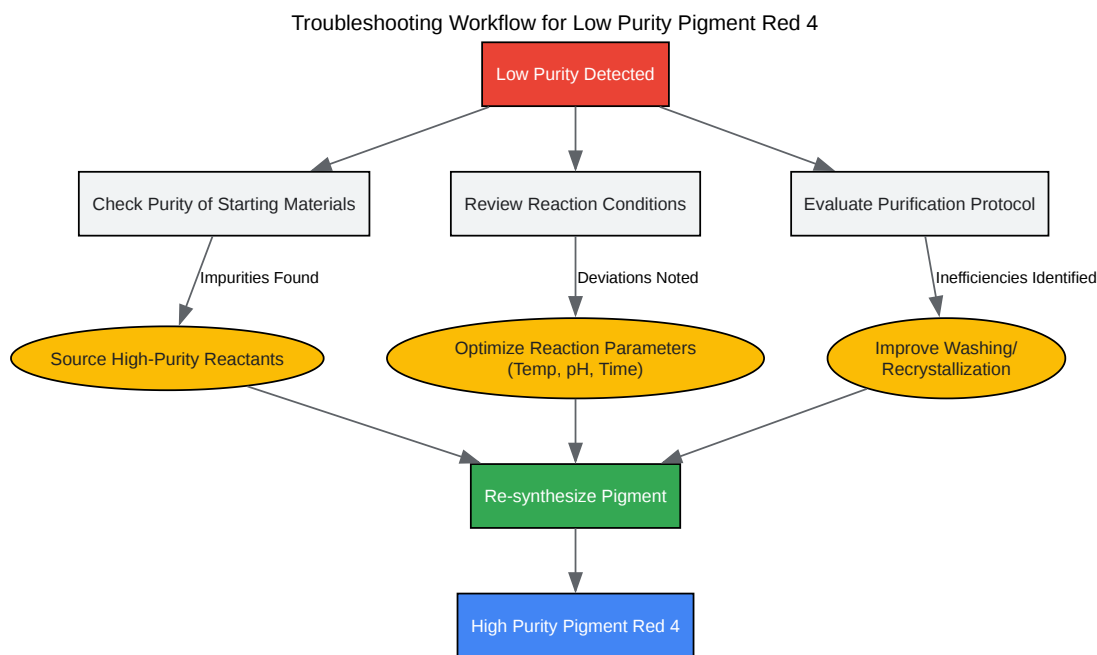 Troubleshooting Workflow for Low Purity Pigment Red 4
Low Purity Detected
Check Purity of Starting Materials
Review Reaction Conditions
Evaluate Purification Protocol
Impurities Found
Deviations Noted
Inefficiencies Identified
Source High-Purity Reactants
Optimize Reaction Parameters
(Temp, pH, Time)
Improve Washing/
Recrystallization
Re-synthesize Pigment
High Purity Pigment Red 4